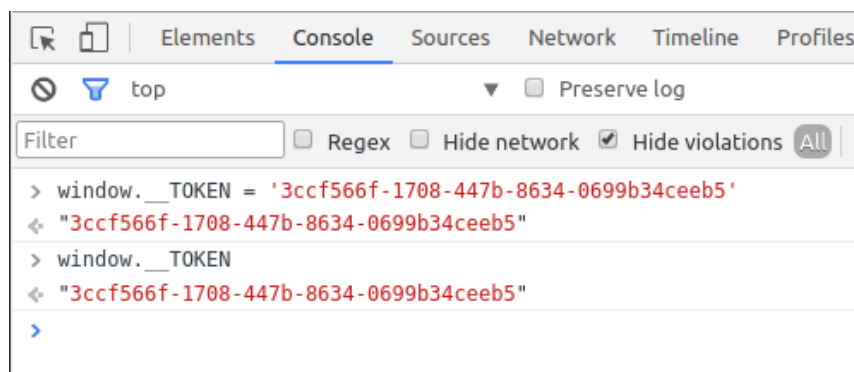 Elements Console Sources Network Timeline Profiles
top Preserve log
Filter Regex Hide network Hide violations All
> window.__TOKEN = '3ccf566f-1708-447b-8634-0699b34ceeb5'
"3ccf566f-1708-447b-8634-0699b34ceeb5"
> window.__TOKEN
"3ccf566f-1708-447b-8634-0699b34ceeb5"
>